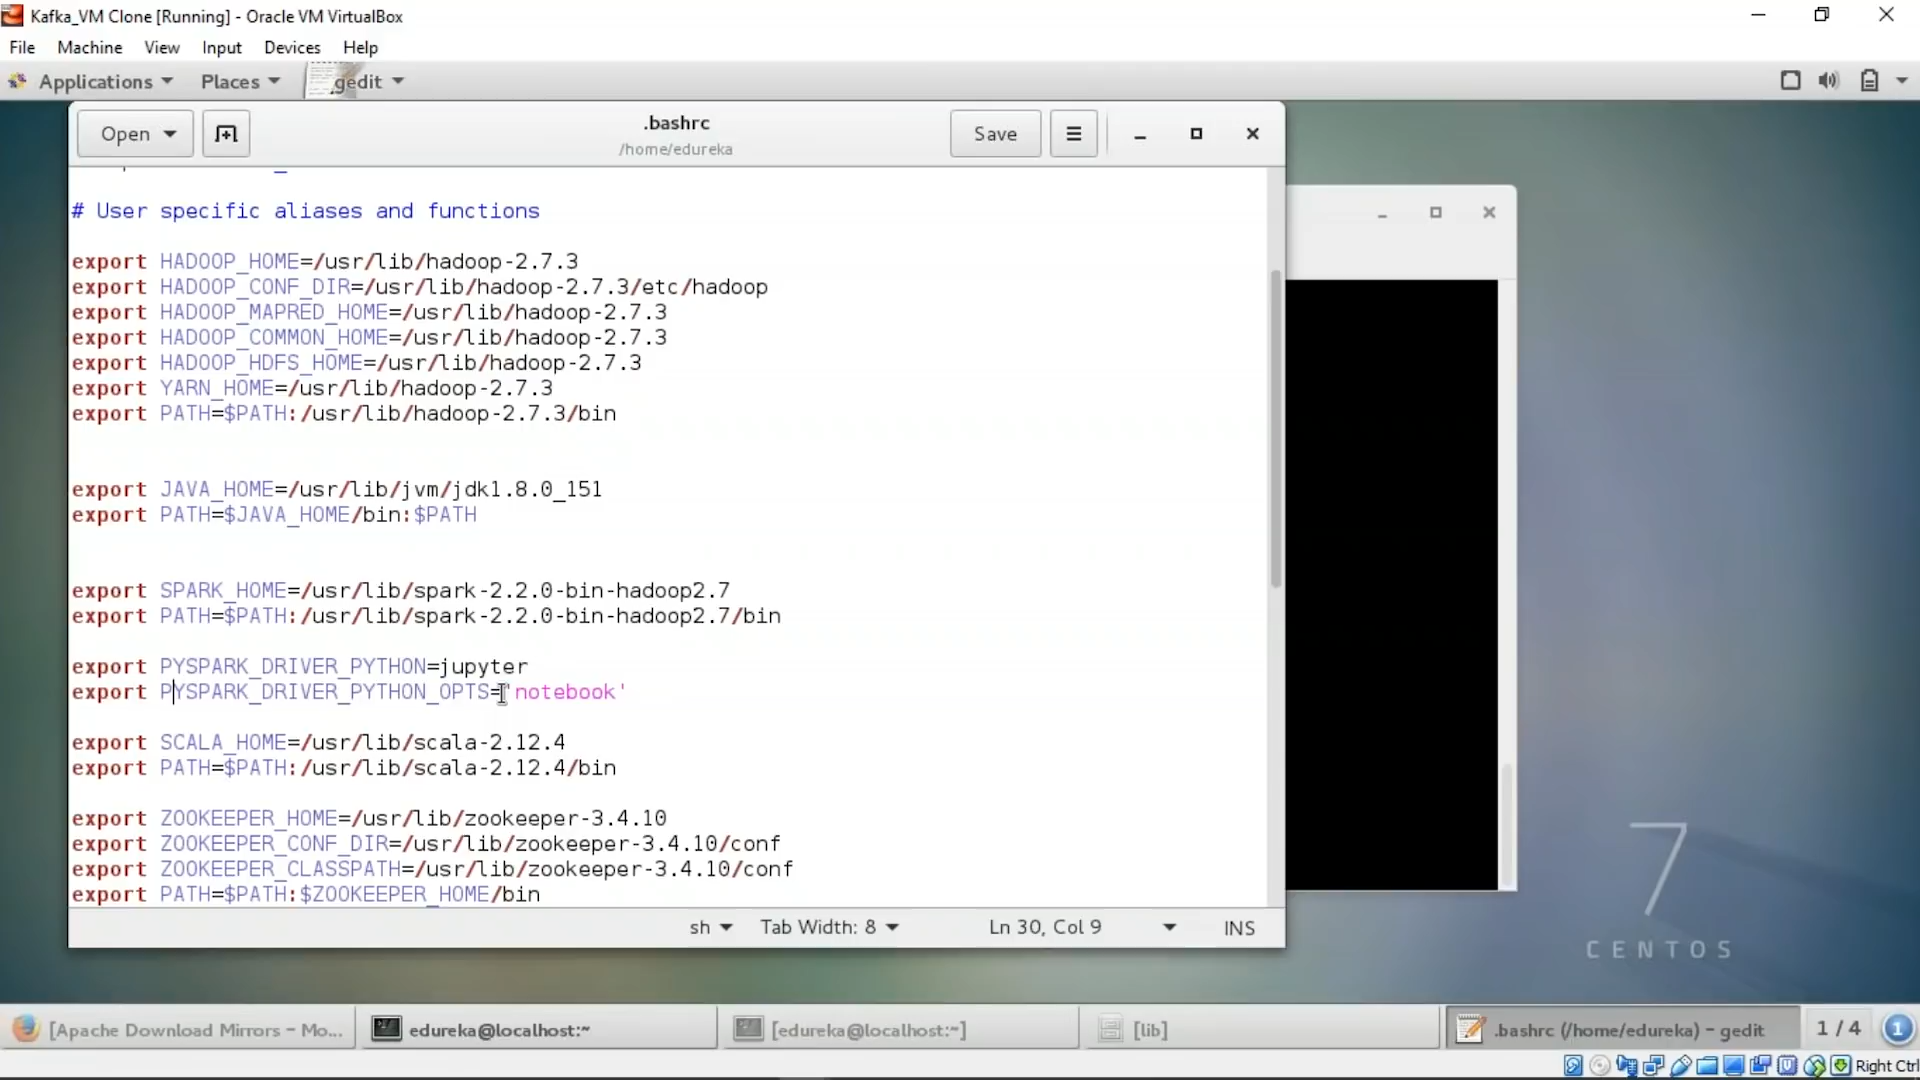 Kafka_VM Clone [Running] - Oracle VM VirtualBox
File Machine View Input Devices Help
Applications Places gedit
Open .bashrc Save
/home/edureka
# User specific aliases and functions
export HADOOP_HOME=/usr/lib/hadoop-2.7.3
export HADOOP_CONF_DIR=/usr/lib/hadoop-2.7.3/etc/hadoop
export HADOOP_MAPRED_HOME=/usr/lib/hadoop-2.7.3
export HADOOP_COMMON_HOME=/usr/lib/hadoop-2.7.3
export HADOOP_HDFS_HOME=/usr/lib/hadoop-2.7.3
export YARN_HOME=/usr/lib/hadoop-2.7.3
export PATH=$PATH:/usr/lib/hadoop-2.7.3/bin
export JAVA_HOME=/usr/lib/jvm/jdk1.8.0_151
export PATH=$JAVA_HOME/bin:$PATH
export SPARK_HOME=/usr/lib/spark-2.2.0-bin-hadoop2.7
export PATH=$PATH:/usr/lib/spark-2.2.0-bin-hadoop2.7/bin
export PYSPARK_DRIVER_PYTHON=jupyter
export PYSPARK_DRIVER_PYTHON_OPTS='notebook'
export SCALA_HOME=/usr/lib/scala-2.12.4
export PATH=$PATH:/usr/lib/scala-2.12.4/bin
export ZOOKEEPER_HOME=/usr/lib/zookeeper-3.4.10
export ZOOKEEPER_CONF_DIR=/usr/lib/zookeeper-3.4.10/conf
export ZOOKEEPER_CLASSPATH=/usr/lib/zookeeper-3.4.10/conf
export PATH=$PATH:$ZOOKEEPER_HOME/bin
sh Tab Width: 8 Ln 30, Col 9 INS
7
CENTOS
[Apache Download Mirrors – Mo... edureka@localhost:~ [edureka@localhost:~] [lib] .bashrc (/home/edureka) – gedit 1 / 4 1
Right Ctrl